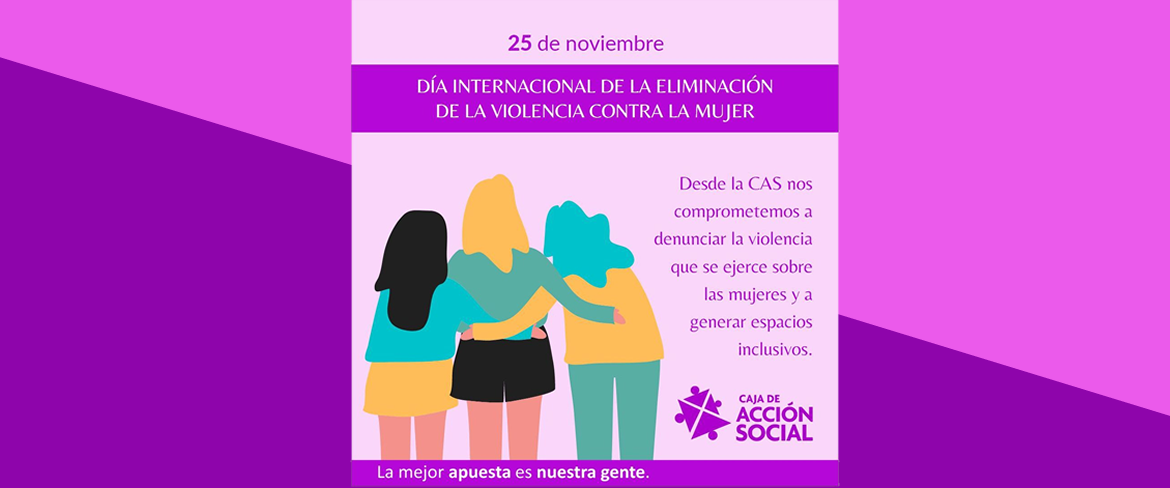 25 de noviembre
DÍA INTERNACIONAL DE LA ELIMINACIÓN
DE LA VIOLENCIA CONTRA LA MUJER
Desde la CAS nos
comprometemos a
denunciar la violencia
que se ejerce sobre
las mujeres y a
generar espacios
inclusivos.
CAJA DE
ACCIÓN
SOCIAL
La mejor apuesta es nuestra gente.